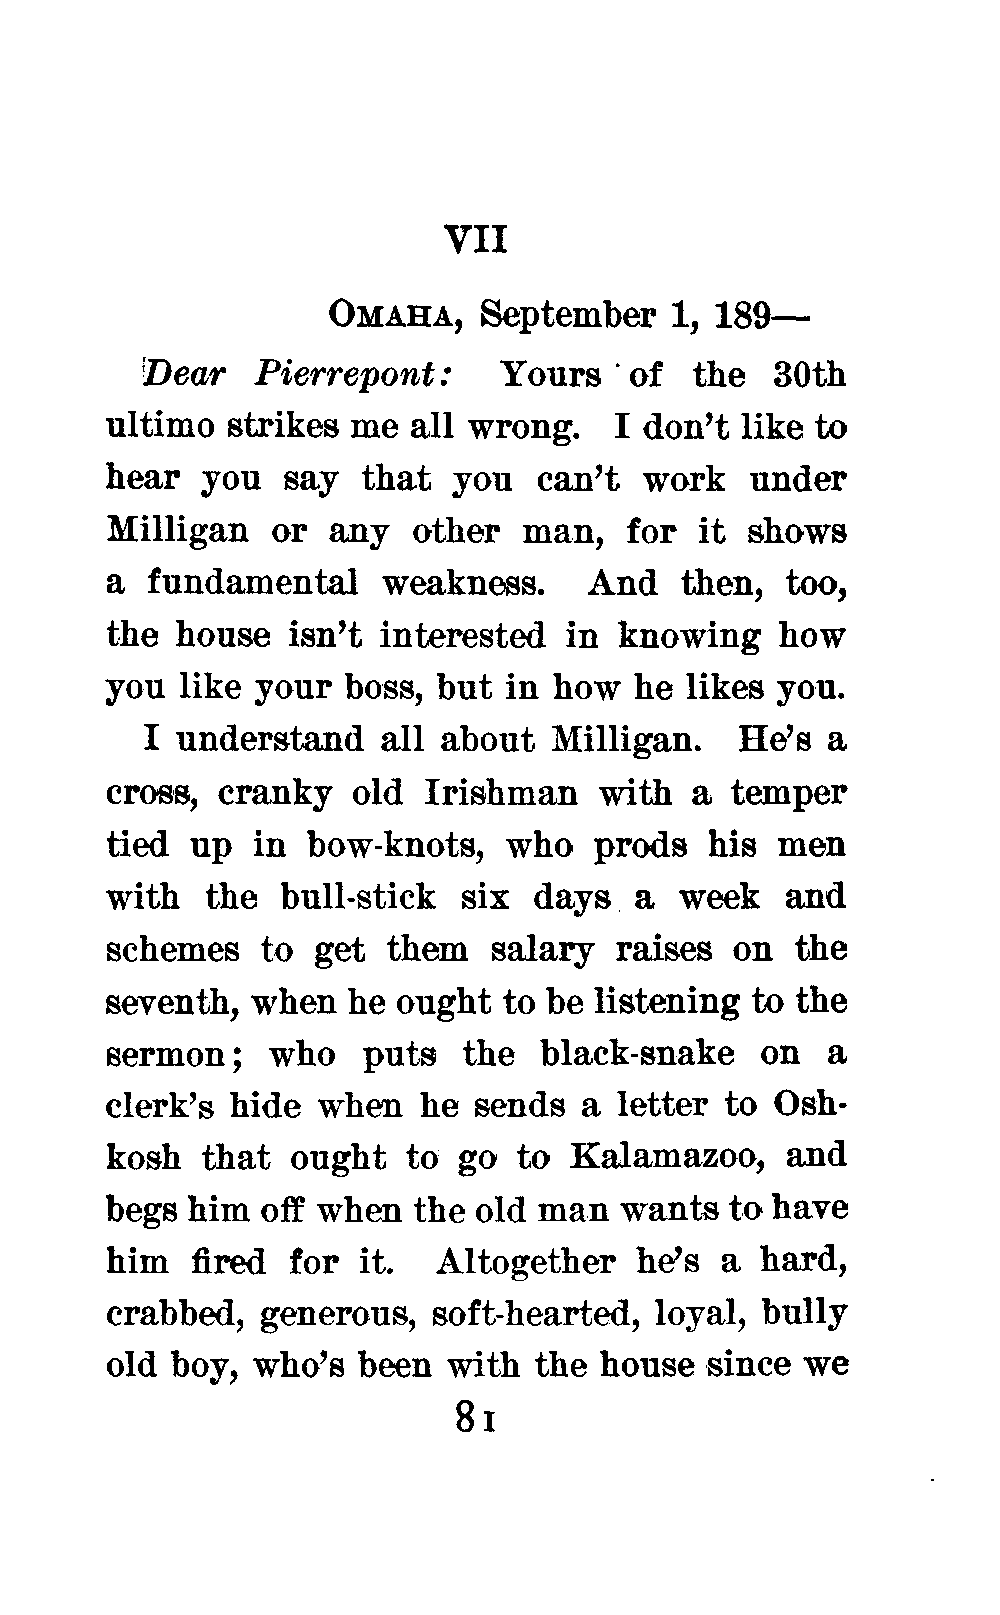 VII
OMAHA, September 1, 189—
Dear Pierrepont: Yours of the 30th
ultimo strikes me all wrong. I don't like to
hear you say that you can't work under
Milligan or any other man, for it shows
a fundamental weakness. And then, too,
the house isn't interested in knowing how
you like your boss, but in how he likes you.
I understand all about Milligan. He's a
cross, cranky old Irishman with a temper
tied up in bow-knots, who prods his men
with the bull-stick six days a week and
schemes to get them salary raises on the
seventh, when he ought to be listening to the
sermon; who puts the black-snake on a
clerk's hide when he sends a letter to Osh-
kosh that ought to go to Kalamazoo, and
begs him off when the old man wants to have
him fired for it. Altogether he's a hard,
crabbed, generous, soft-hearted, loyal, bully
old boy, who's been with the house since we
81